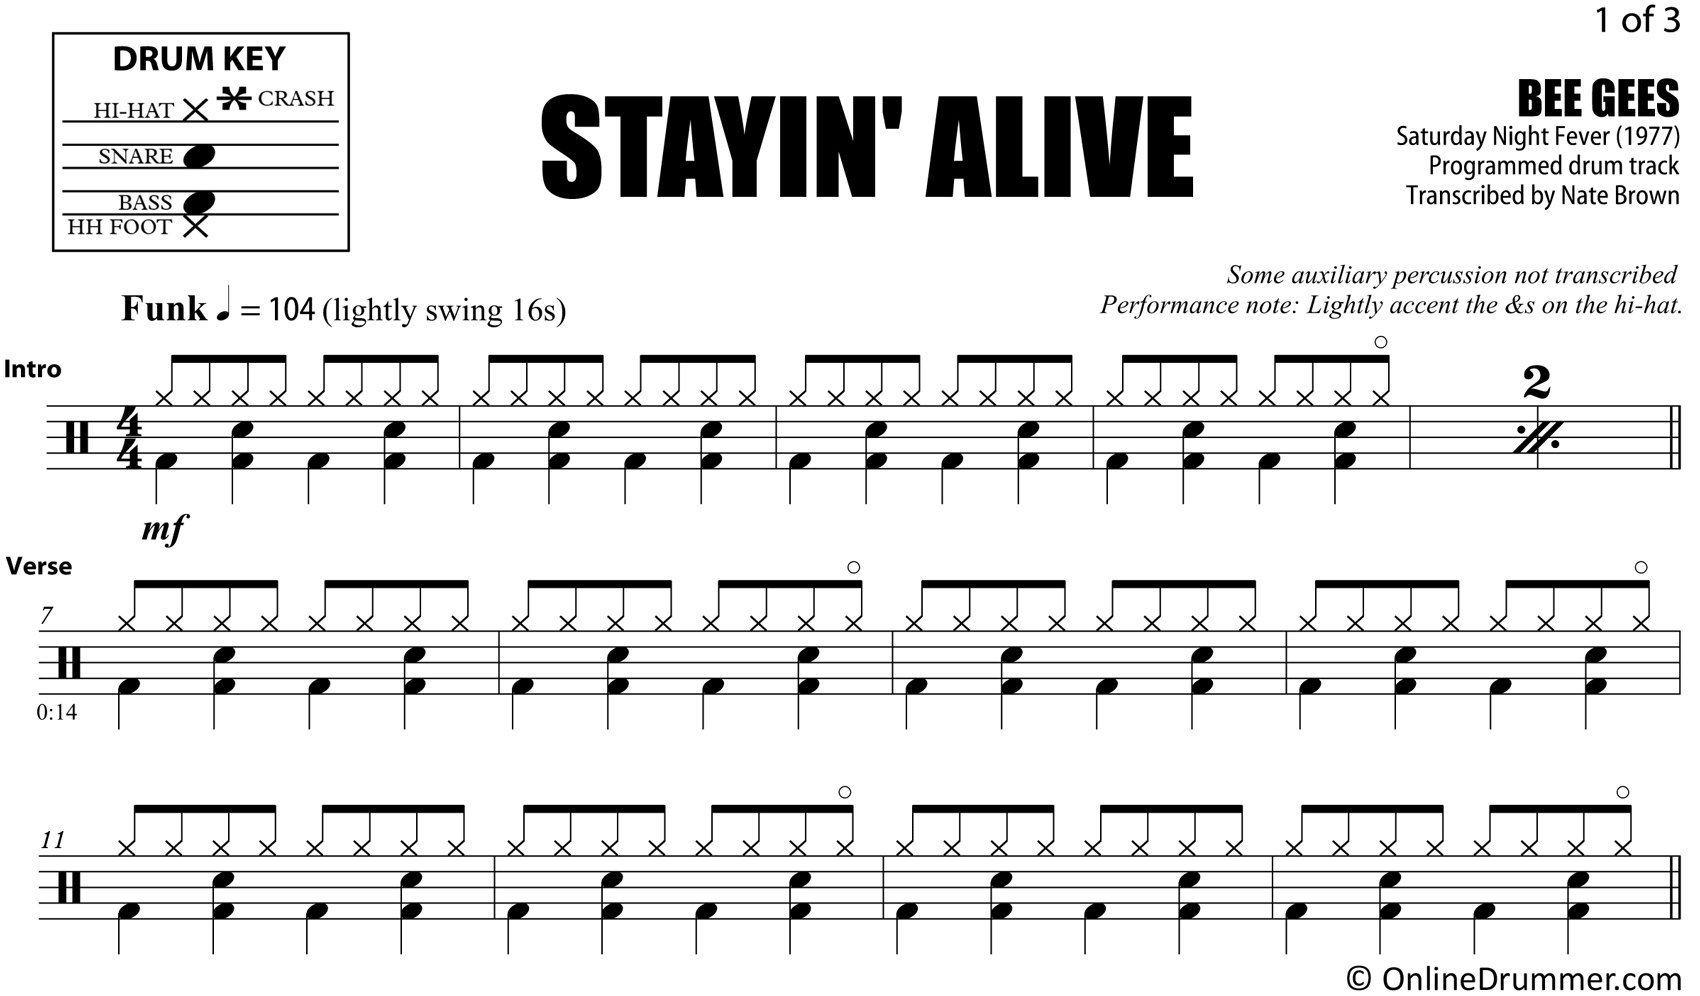 1 of 3
DRUM KEY
HI-HAT
CRASH
SNARE
BASS
HH FOOT
STAYIN' ALIVE
BEE GEES
Saturday Night Fever (1977)
Programmed drum track
Transcribed by Nate Brown
Some auxiliary percussion not transcribed
Performance note: Lightly accent the &s on the hi-hat.
Funk ♩ = 104 (lightly swing 16s)
Intro
4
4
2
mf
Verse
7
0:14
11
© OnlineDrummer.com